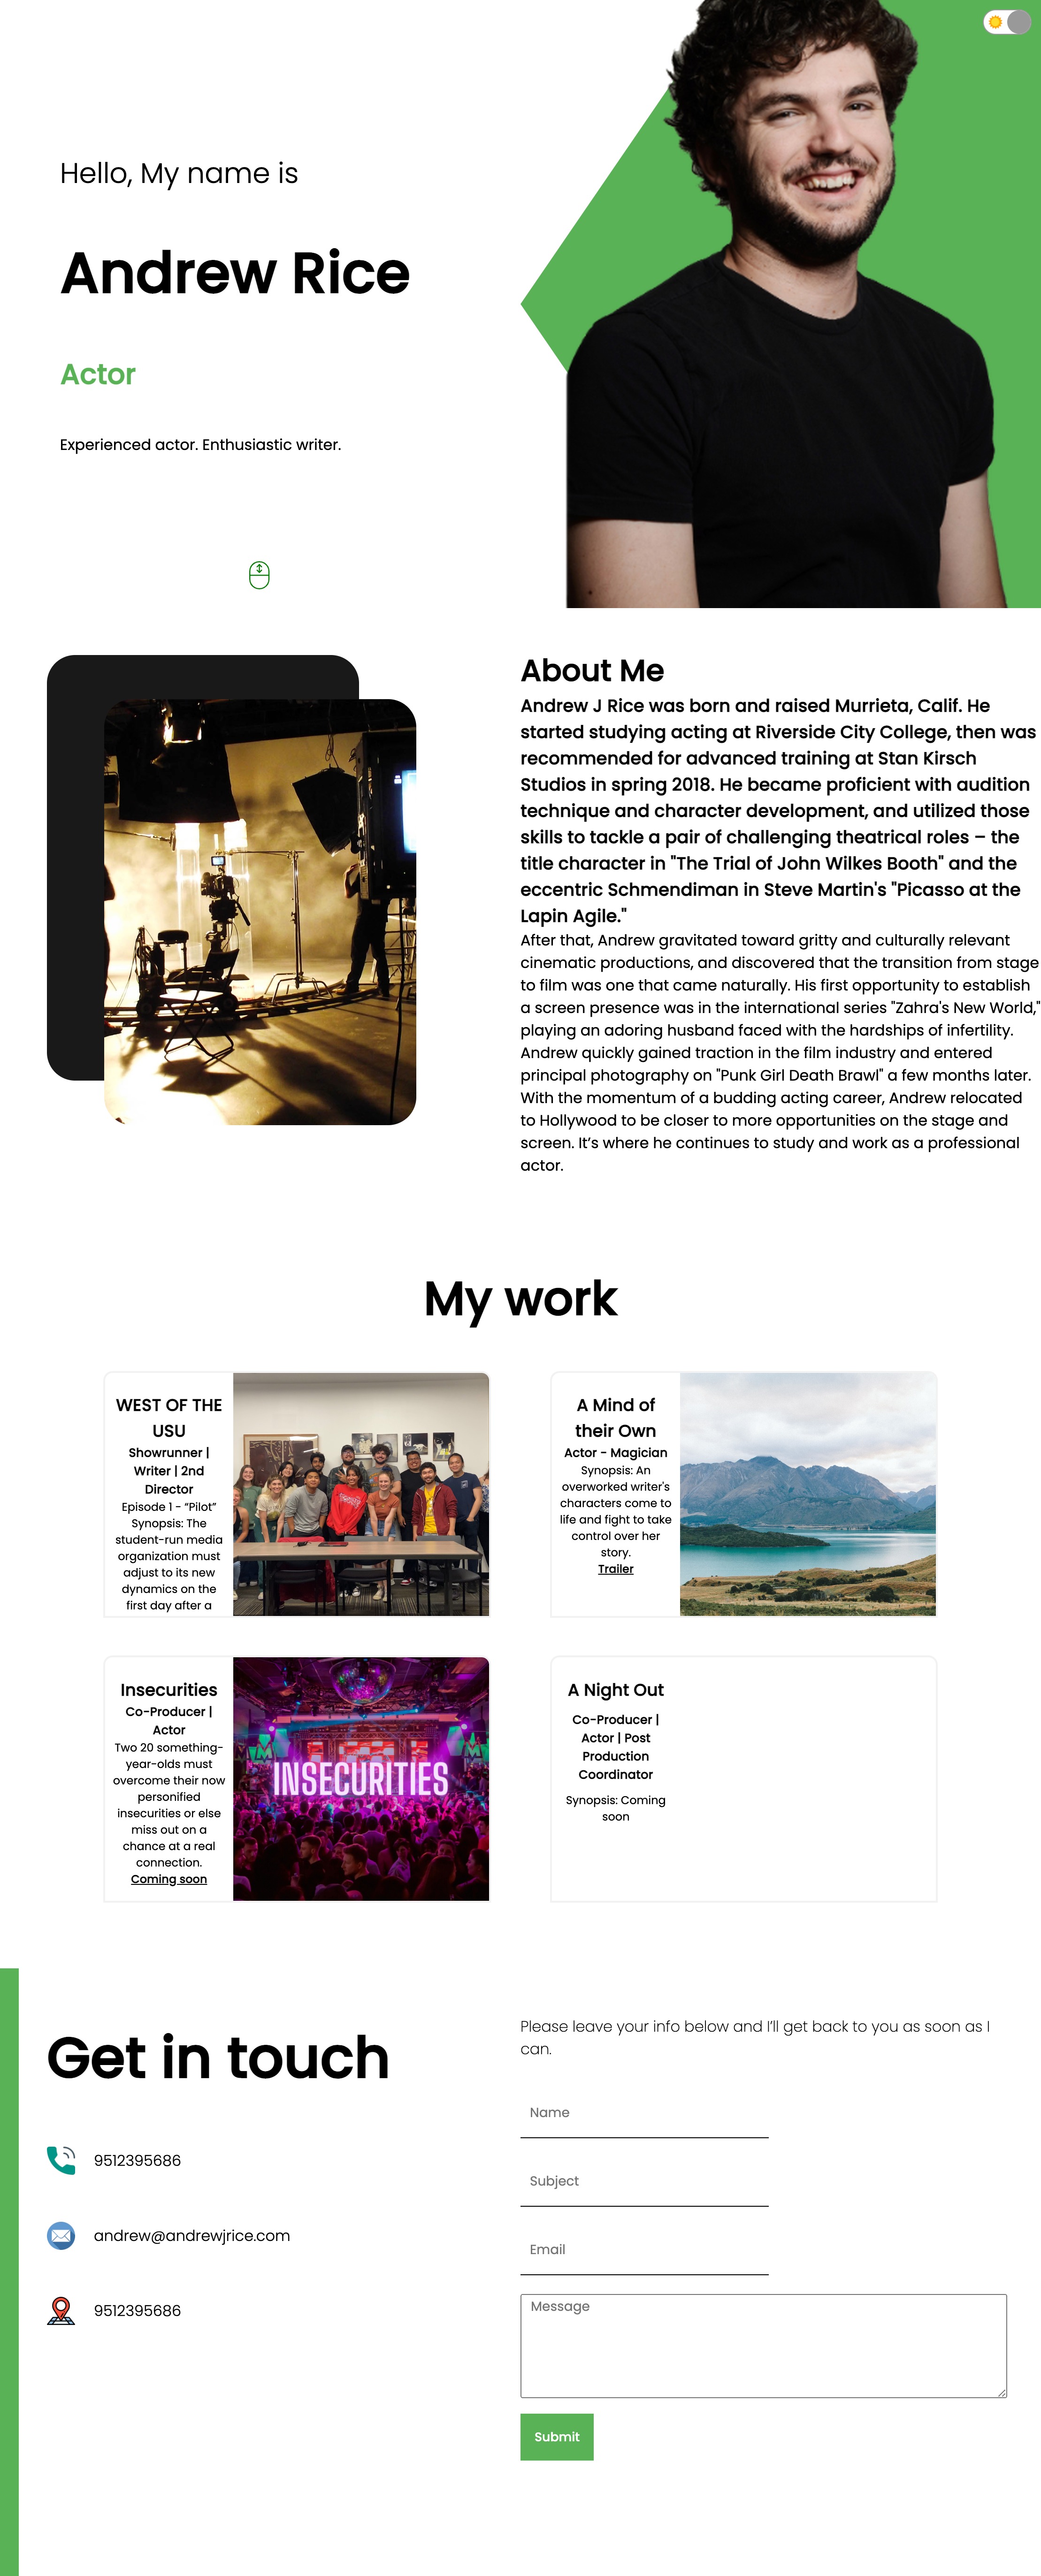 Hello, My name is
Andrew Rice
Actor
Experienced actor. Enthusiastic writer.
About Me
Andrew J Rice was born and raised Murrieta, Calif. He
started studying acting at Riverside City College, then was
recommended for advanced training at Stan Kirsch
Studios in spring 2018. He became proficient with audition
technique and character development, and utilized those
skills to tackle a pair of challenging theatrical roles – the
title character in "The Trial of John Wilkes Booth" and the
eccentric Schmendiman in Steve Martin's "Picasso at the
Lapin Agile."
After that, Andrew gravitated toward gritty and culturally relevant
cinematic productions, and discovered that the transition from stage
to film was one that came naturally. His first opportunity to establish
a screen presence was in the international series "Zahra's New World,"
playing an adoring husband faced with the hardships of infertility.
Andrew quickly gained traction in the film industry and entered
principal photography on "Punk Girl Death Brawl" a few months later.
With the momentum of a budding acting career, Andrew relocated
to Hollywood to be closer to more opportunities on the stage and
screen. It’s where he continues to study and work as a professional
actor.
My work
WEST OF THE
USU
Showrunner |
Writer | 2nd
Director
Episode 1 - “Pilot”
Synopsis: The
student-run media
organization must
adjust to its new
dynamics on the
first day after a
A Mind of
their Own
Actor - Magician
Synopsis: An
overworked writer's
characters come to
life and fight to take
control over her
story.
Trailer
Insecurities
Co-Producer |
Actor
Two 20 something-
year-olds must
overcome their now
personified
insecurities or else
miss out on a
chance at a real
connection.
Coming soon
INSECURITIES
A Night Out
Co-Producer |
Actor | Post
Production
Coordinator
Synopsis: Coming
soon
Get in touch
9512395686
andrew@andrewjrice.com
9512395686
Please leave your info below and I’ll get back to you as soon as I
can.
Name
Subject
Email
Message
Submit